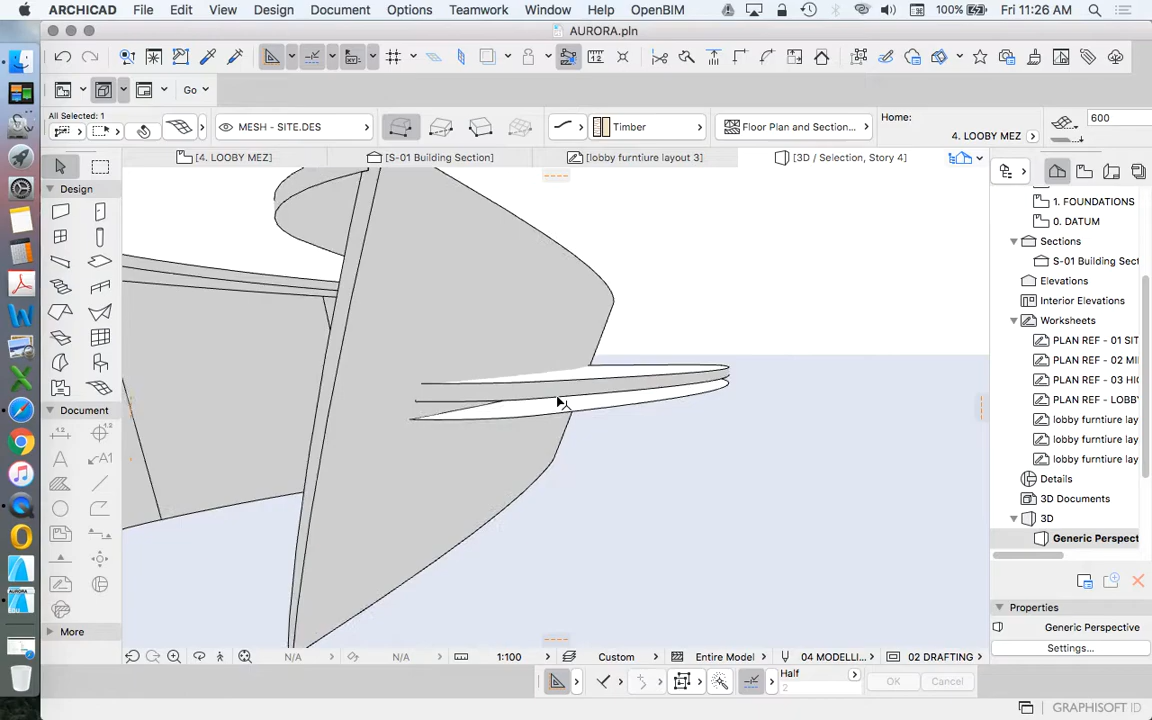 ARCHICAD File Edit View Design Document Options Teamwork Window Help OpenBIM 100% Fri 11:26 AM
AURORA.pln
Go
All Selected: 1
MESH - SITE.DES
Timber
Floor Plan and Section...
Home:
4. LOOBY MEZ
600
[4. LOOBY MEZ]
[S-01 Building Section]
[lobby furntiure layout 3]
[3D / Selection, Story 4]
Design
Document
More
1. FOUNDATIONS
0. DATUM
Sections
S-01 Building Sect
Elevations
Interior Elevations
Worksheets
PLAN REF - 01 SIT
PLAN REF - 02 MI
PLAN REF - 03 HIG
PLAN REF - LOBB
lobby furntiure lay
lobby furntiure lay
lobby furntiure lay
Details
3D Documents
3D
Generic Perspect
Properties
Generic Perspective
Settings...
N/A
N/A
1:100
Custom
Entire Model
04 MODELLI...
02 DRAFTING
Half
2
OK
Cancel
GRAPHISOFT ID